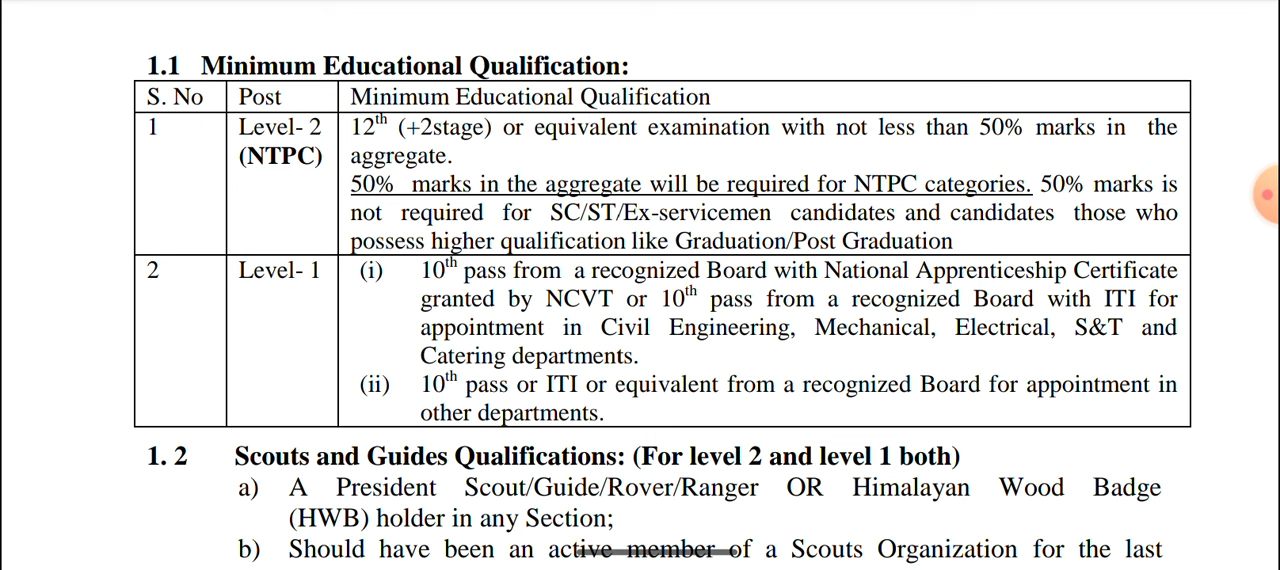 1.1 Minimum Educational Qualification:
S. No Post Minimum Educational Qualification
1 Level- 2 12th (+2stage) or equivalent examination with not less than 50% marks in the
(NTPC) aggregate.
50% marks in the aggregate will be required for NTPC categories. 50% marks is
not required for SC/ST/Ex-servicemen candidates and candidates those who
possess higher qualification like Graduation/Post Graduation
2 Level- 1 (i) 10th pass from a recognized Board with National Apprenticeship Certificate
granted by NCVT or 10th pass from a recognized Board with ITI for
appointment in Civil Engineering, Mechanical, Electrical, S&T and
Catering departments.
(ii) 10th pass or ITI or equivalent from a recognized Board for appointment in
other departments.
1. 2 Scouts and Guides Qualifications: (For level 2 and level 1 both)
a) A President Scout/Guide/Rover/Ranger OR Himalayan Wood Badge
(HWB) holder in any Section;
b) Should have been an active member of a Scouts Organization for the last